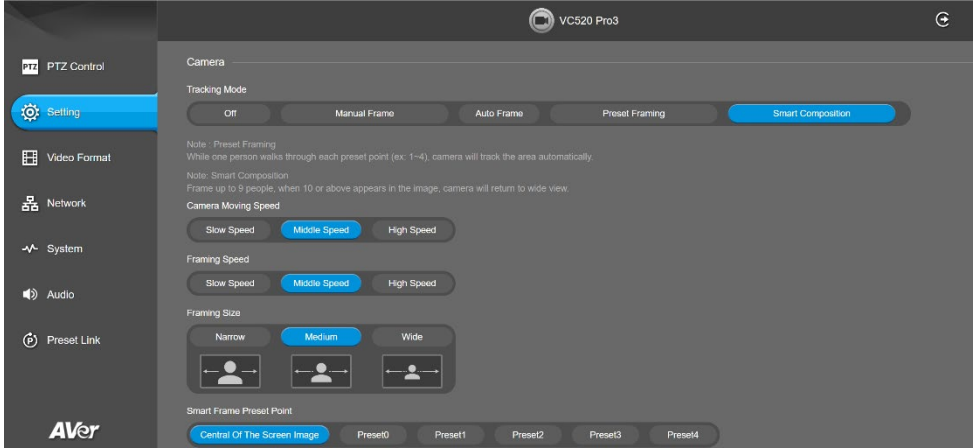 VC520 Pro3
PTZ PTZ Control
Setting
Video Format
Network
System
Audio
P Preset Link
AVer
Camera
Tracking Mode
Off Manual Frame Auto Frame Preset Framing Smart Composition
Note : Preset Framing
While one person walks through each preset point (ex: 1~4), camera will track the area automatically.
Note: Smart Composition
Frame up to 9 people, when 10 or above appears in the image, camera will return to wide view.
Camera Moving Speed
Slow Speed Middle Speed High Speed
Framing Speed
Slow Speed Middle Speed High Speed
Framing Size
Narrow Medium Wide
Smart Frame Preset Point
Central Of The Screen Image Preset0 Preset1 Preset2 Preset3 Preset4